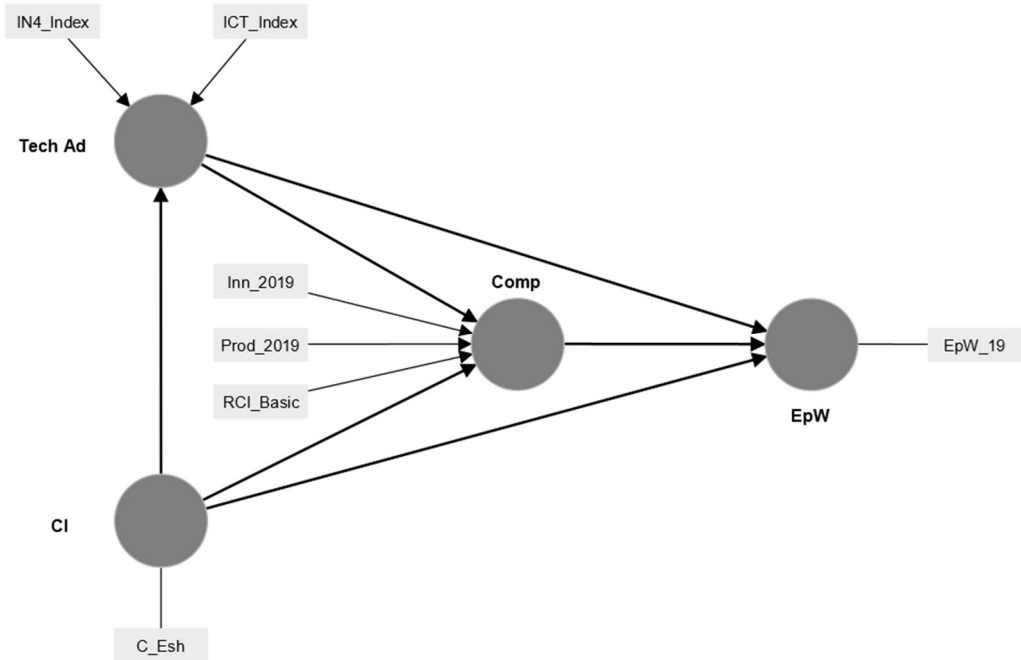 IN4_Index
ICT_Index
Tech Ad
Inn_2019
Comp
Prod_2019
EpW_19
RCI_Basic
EpW
CI
C_Esh